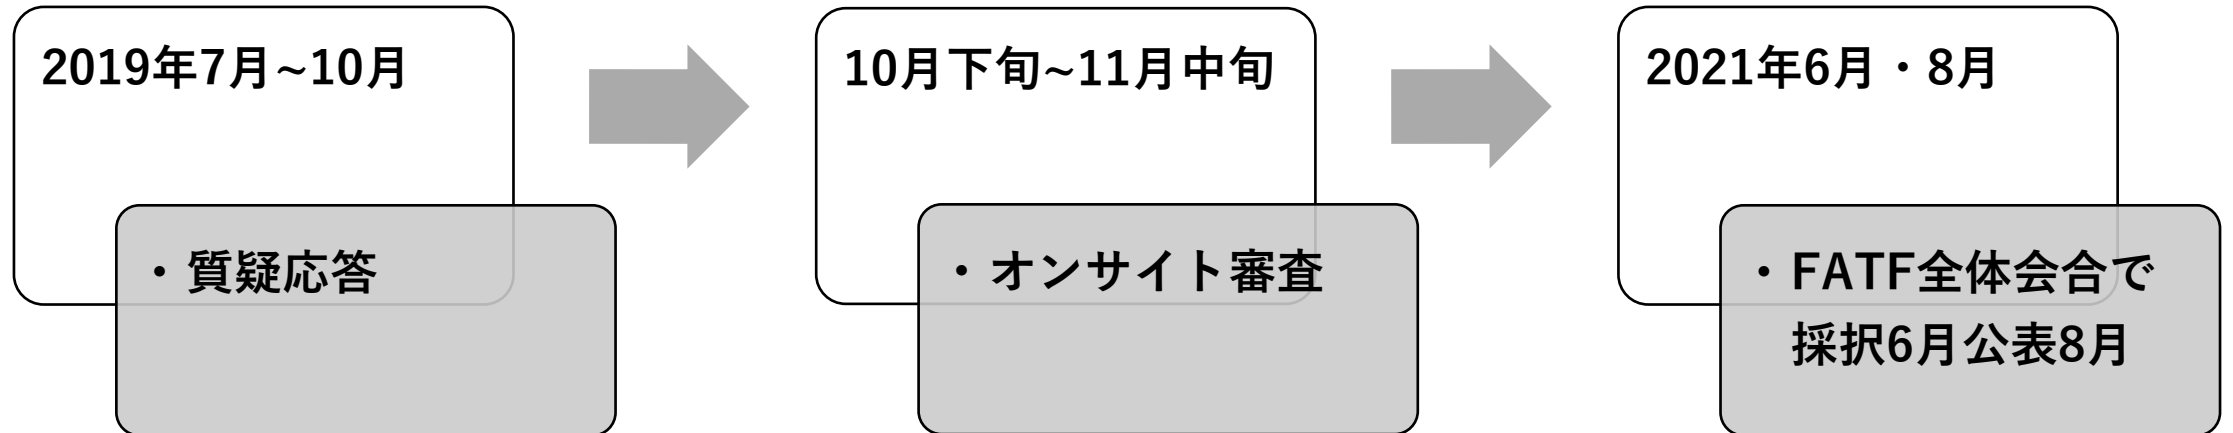 2019年7月~10月
・質疑応答
10月下旬~11月中旬
・オンサイト審査
2021年6月・8月
・FATF全体会合で
採択6月公表8月